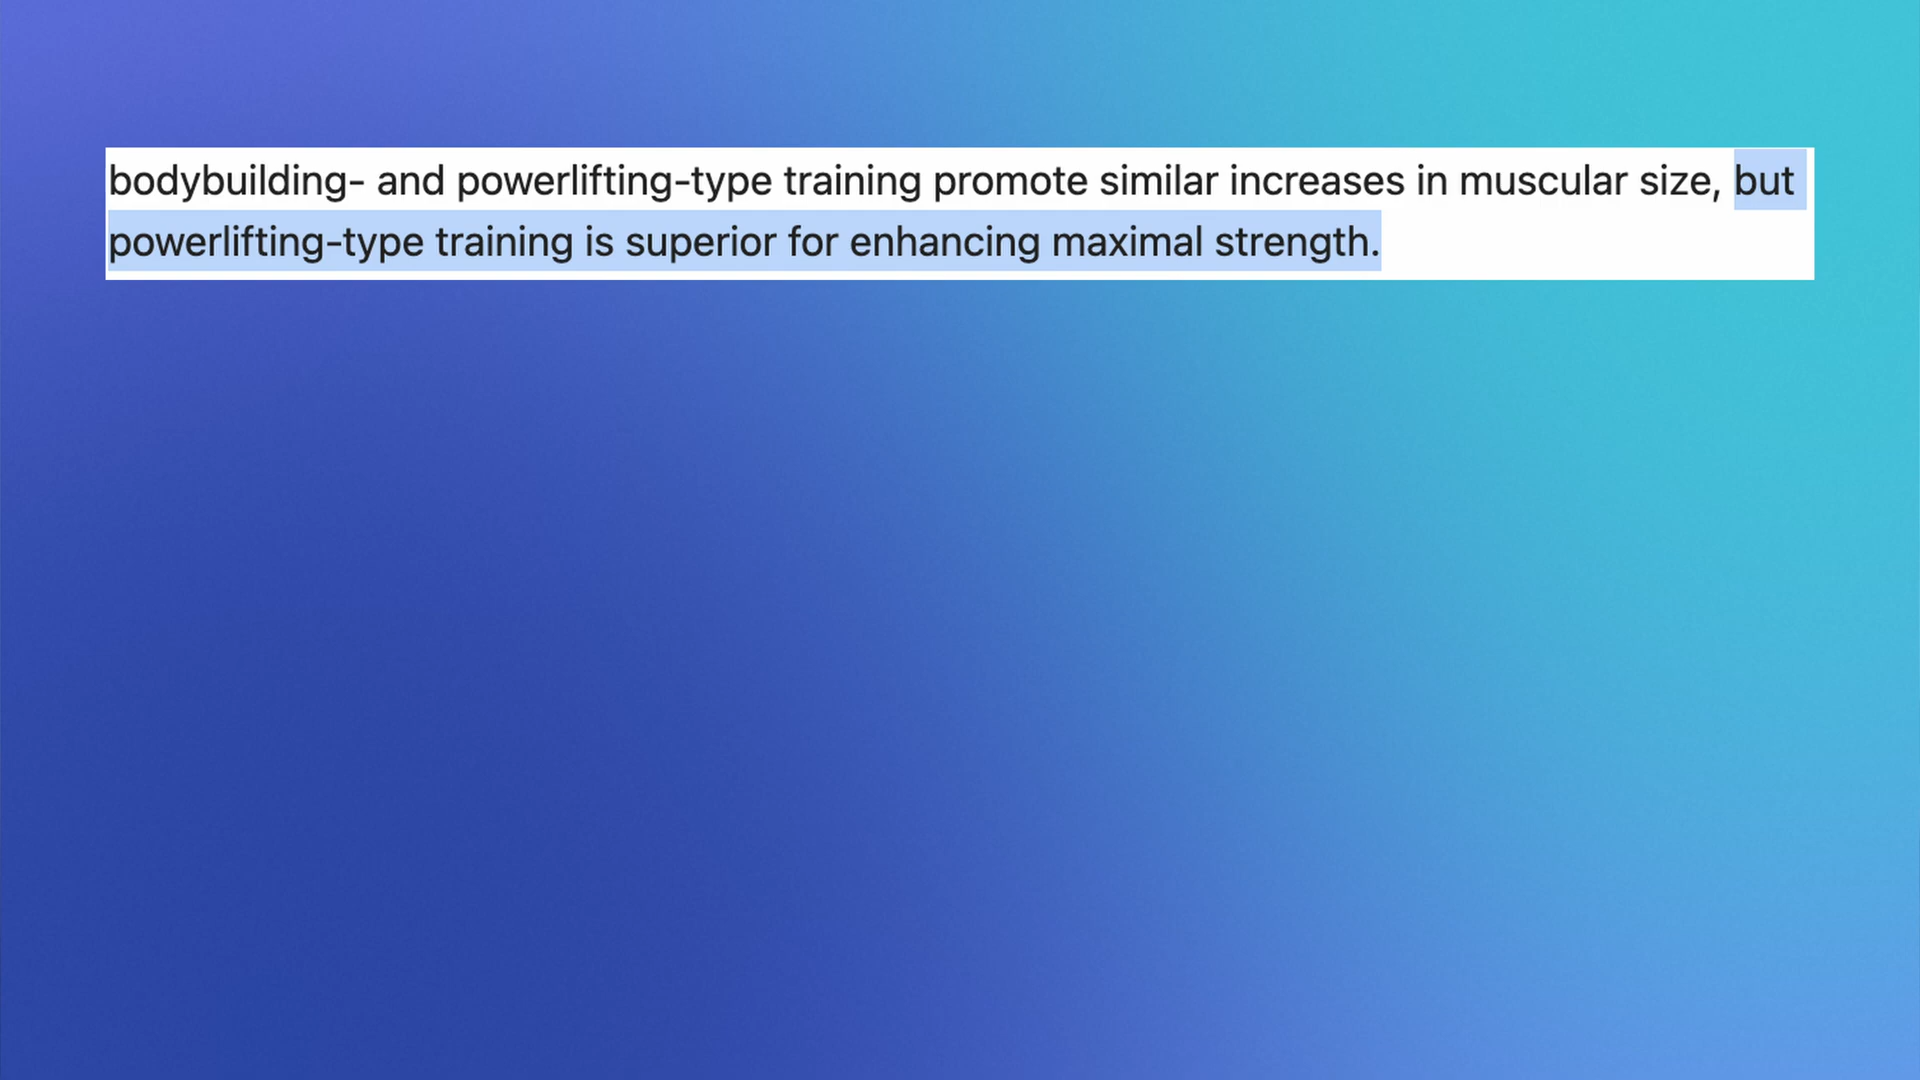 bodybuilding- and powerlifting-type training promote similar increases in muscular size, but
powerlifting-type training is superior for enhancing maximal strength.